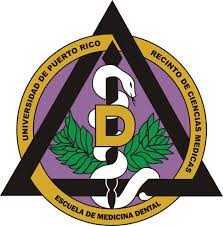 UNIVERSIDAD DE PUERTO RICO
RECINTO DE CIENCIAS MEDICAS
D
ESCUELA DE MEDICINA DENTAL